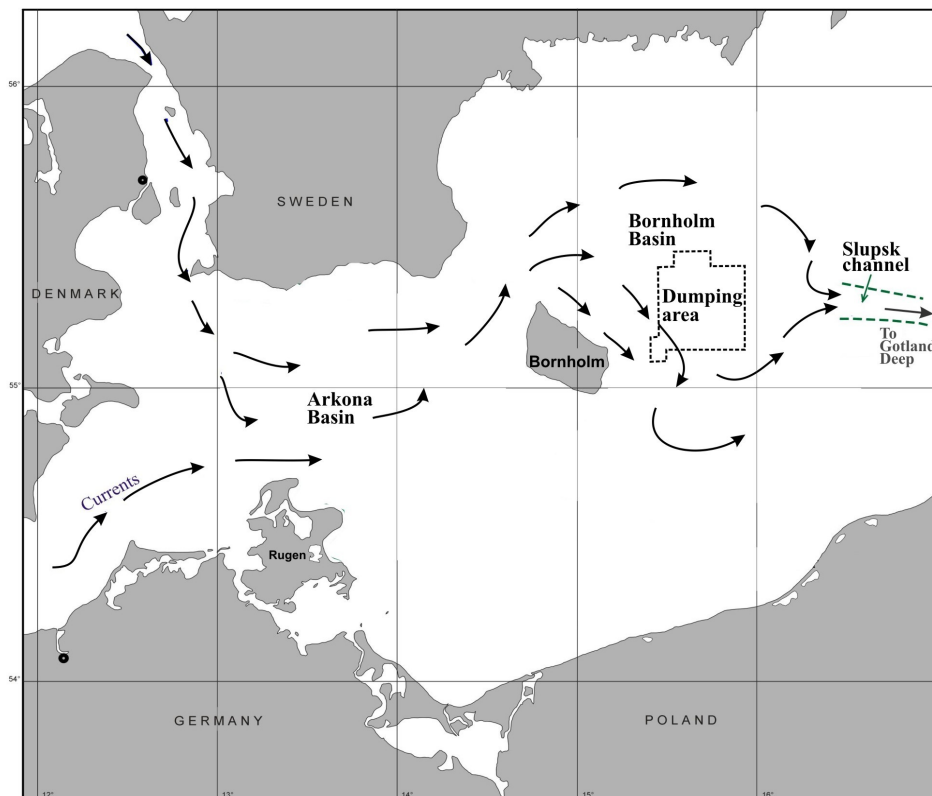 56°
SWEDEN
Bornholm
Basin
Slupsk
channel
DENMARK
Dumping
area
To
Gotland
Deep
Bornholm
55°
Arkona
Basin
Currents
Rugen
54°
GERMANY
POLAND
12°
13°
14°
15°
16°